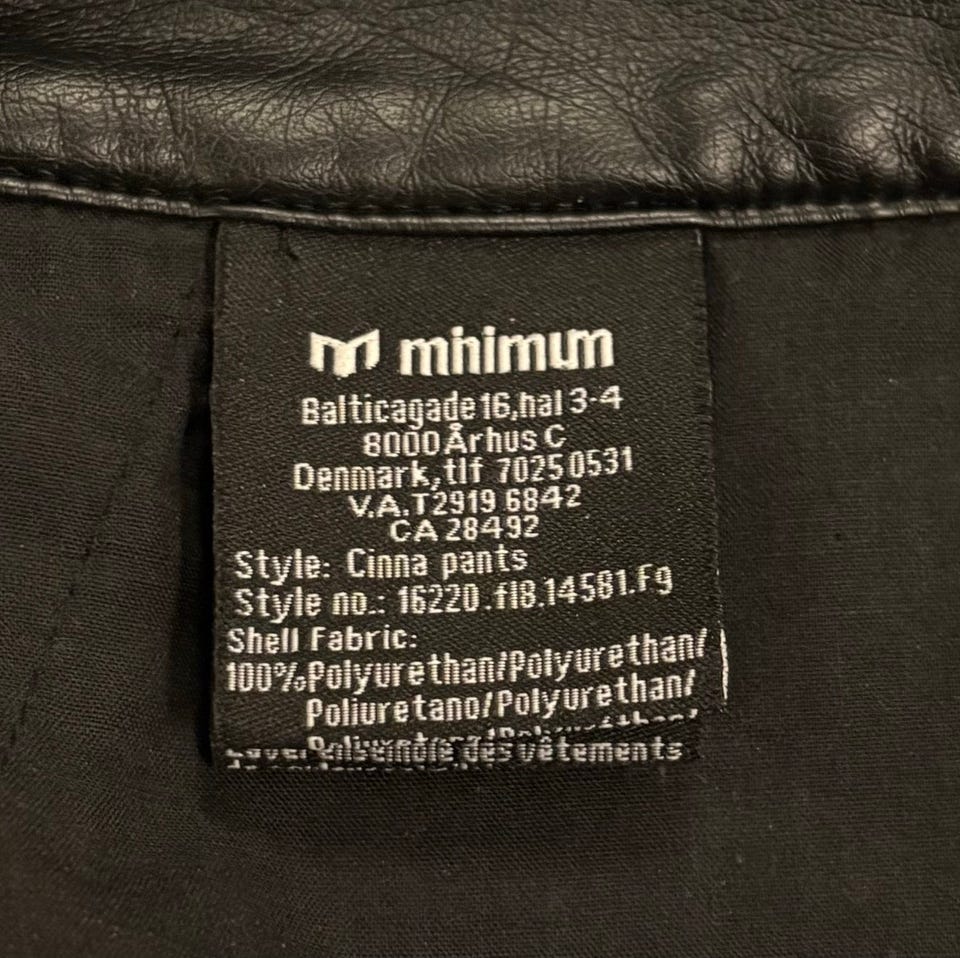 minimum
Balticagade 16,hal 3-4
8000 Århus C
Denmark, tlf 7025 0531
V.A.T 2919 6842
CA 28492
Style: Cinna pants
Style no.: 16220.f18.14581.Fg
Shell Fabric:
100%Polyurethan/Polyurethan/
Poliuretano/Polyurethan/
des vêtements